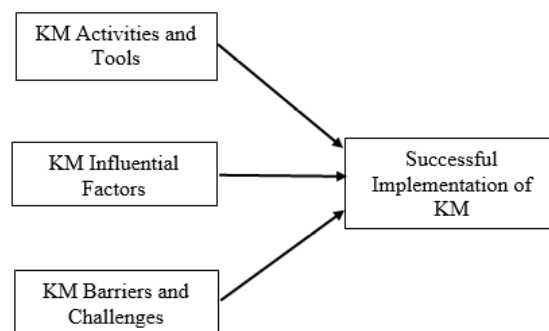 KM Activities and
Tools
KM Influential
Factors
Successful
Implementation of
KM
KM Barriers and
Challenges